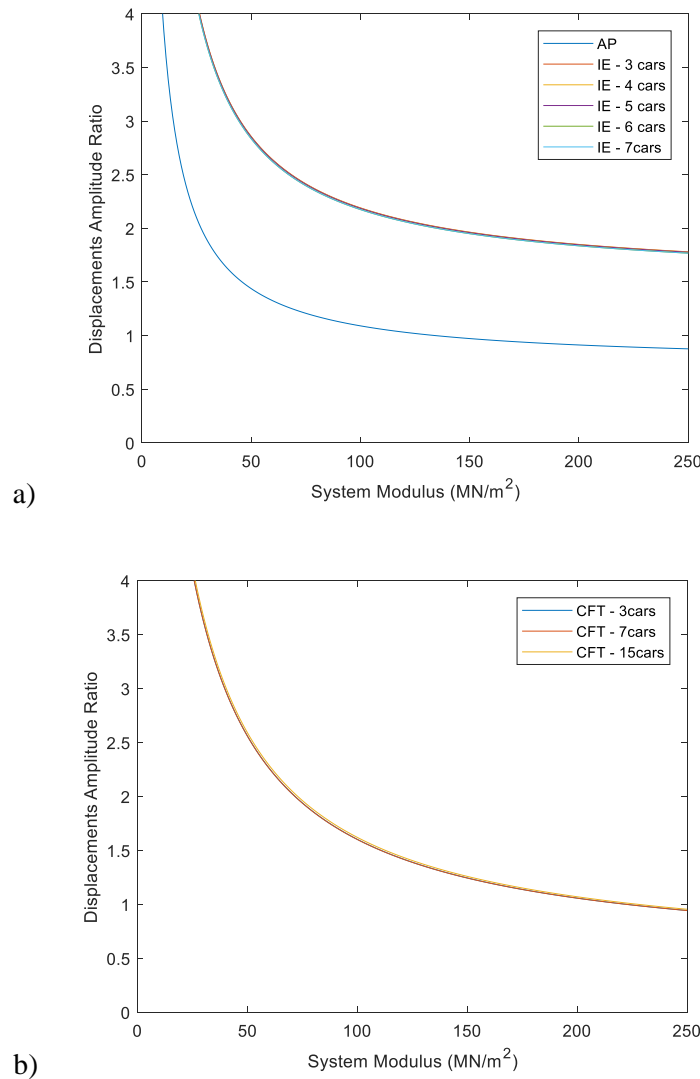 4
3.5
3
2.5
2
1.5
1
0.5
0
Displacements Amplitude Ratio
AP
IE - 3 cars
IE - 4 cars
IE - 5 cars
IE - 6 cars
IE - 7cars
0 50 100 150 200 250
System Modulus (MN/m²)
a)
4
3.5
3
2.5
2
1.5
1
0.5
0
Displacements Amplitude Ratio
CFT - 3cars
CFT - 7cars
CFT - 15cars
0 50 100 150 200 250
System Modulus (MN/m²)
b)